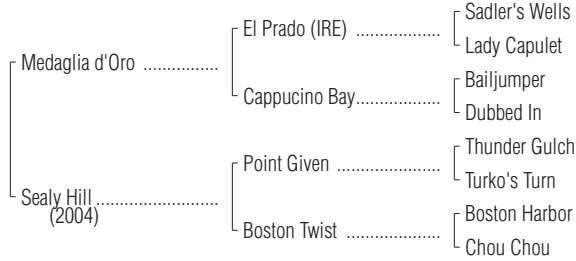 Sadler's Wells
El Prado (IRE) ..................
Lady Capulet
Medaglia d'Oro ................
Bailjumper
Cappucino Bay..................
Dubbed In
Thunder Gulch
Point Given ......................
Turko's Turn
Sealy Hill ..........................
(2004)
Boston Harbor
Boston Twist ....................
Chou Chou